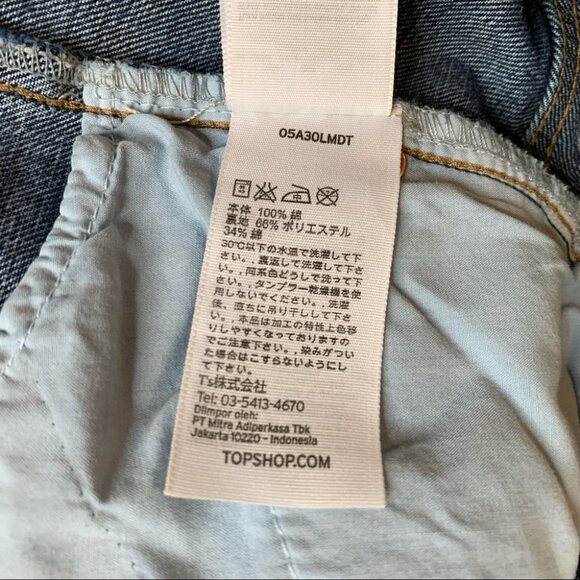 05A30LMDT
本体 100% 綿
裏地 66% ポリエステル
34% 綿
30℃以下の水温で洗濯して下
さい。, 裏返して洗濯して下さ
い。, 同系色どうしで洗って下
さい。, タンブラー乾燥機を使
用しないでください。洗濯
後、直ちに吊り干ししして下さ
い。, 本品は加工の特性上色移
りしやすくなっておりますの
でご注意下さい。, 染みがつい
た場合はこすらないようにし
て下さい。
T's株式会社
Tel: 03-5413-4670
Diimpor oleh:
PT Mitra Adiperkasa Tbk
Jakarta 10220 - Indonesia
TOPSHOP.COM